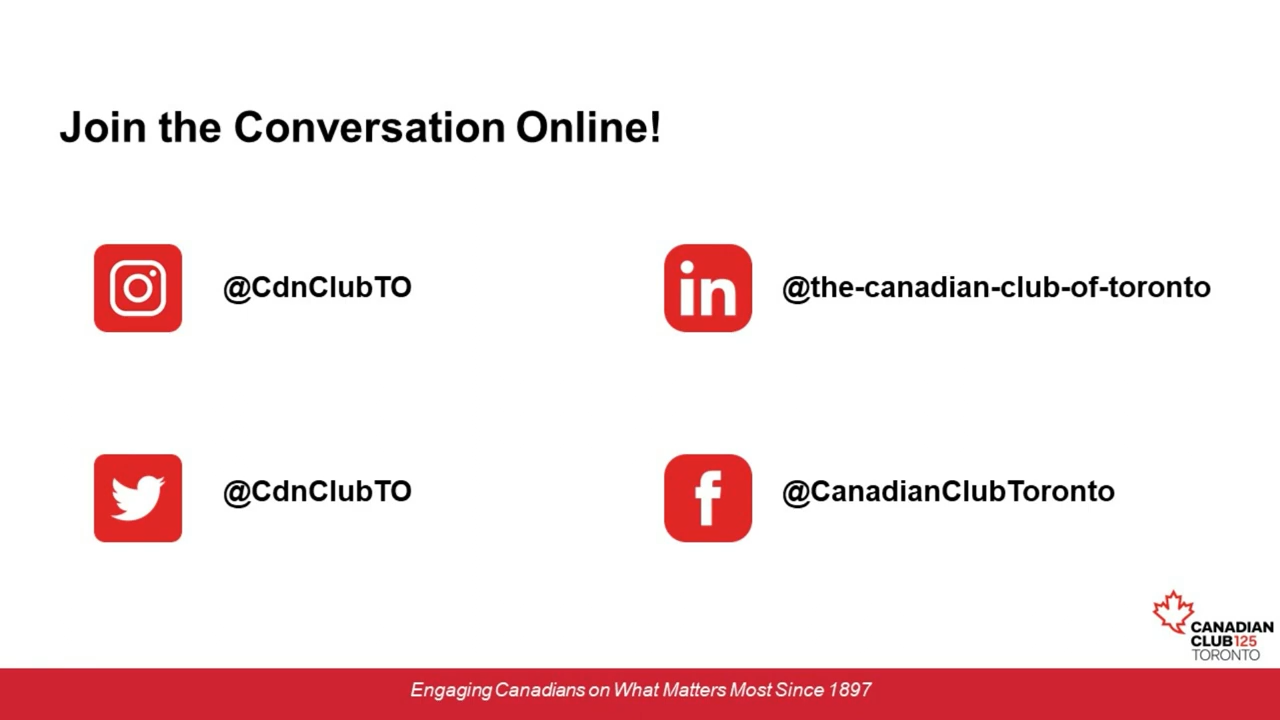 Join the Conversation Online!
@CdnClubTO
in
@the-canadian-club-of-toronto
@CdnClubTO
f
@CanadianClubToronto
CANADIAN
CLUB125
TORONTO
Engaging Canadians on What Matters Most Since 1897